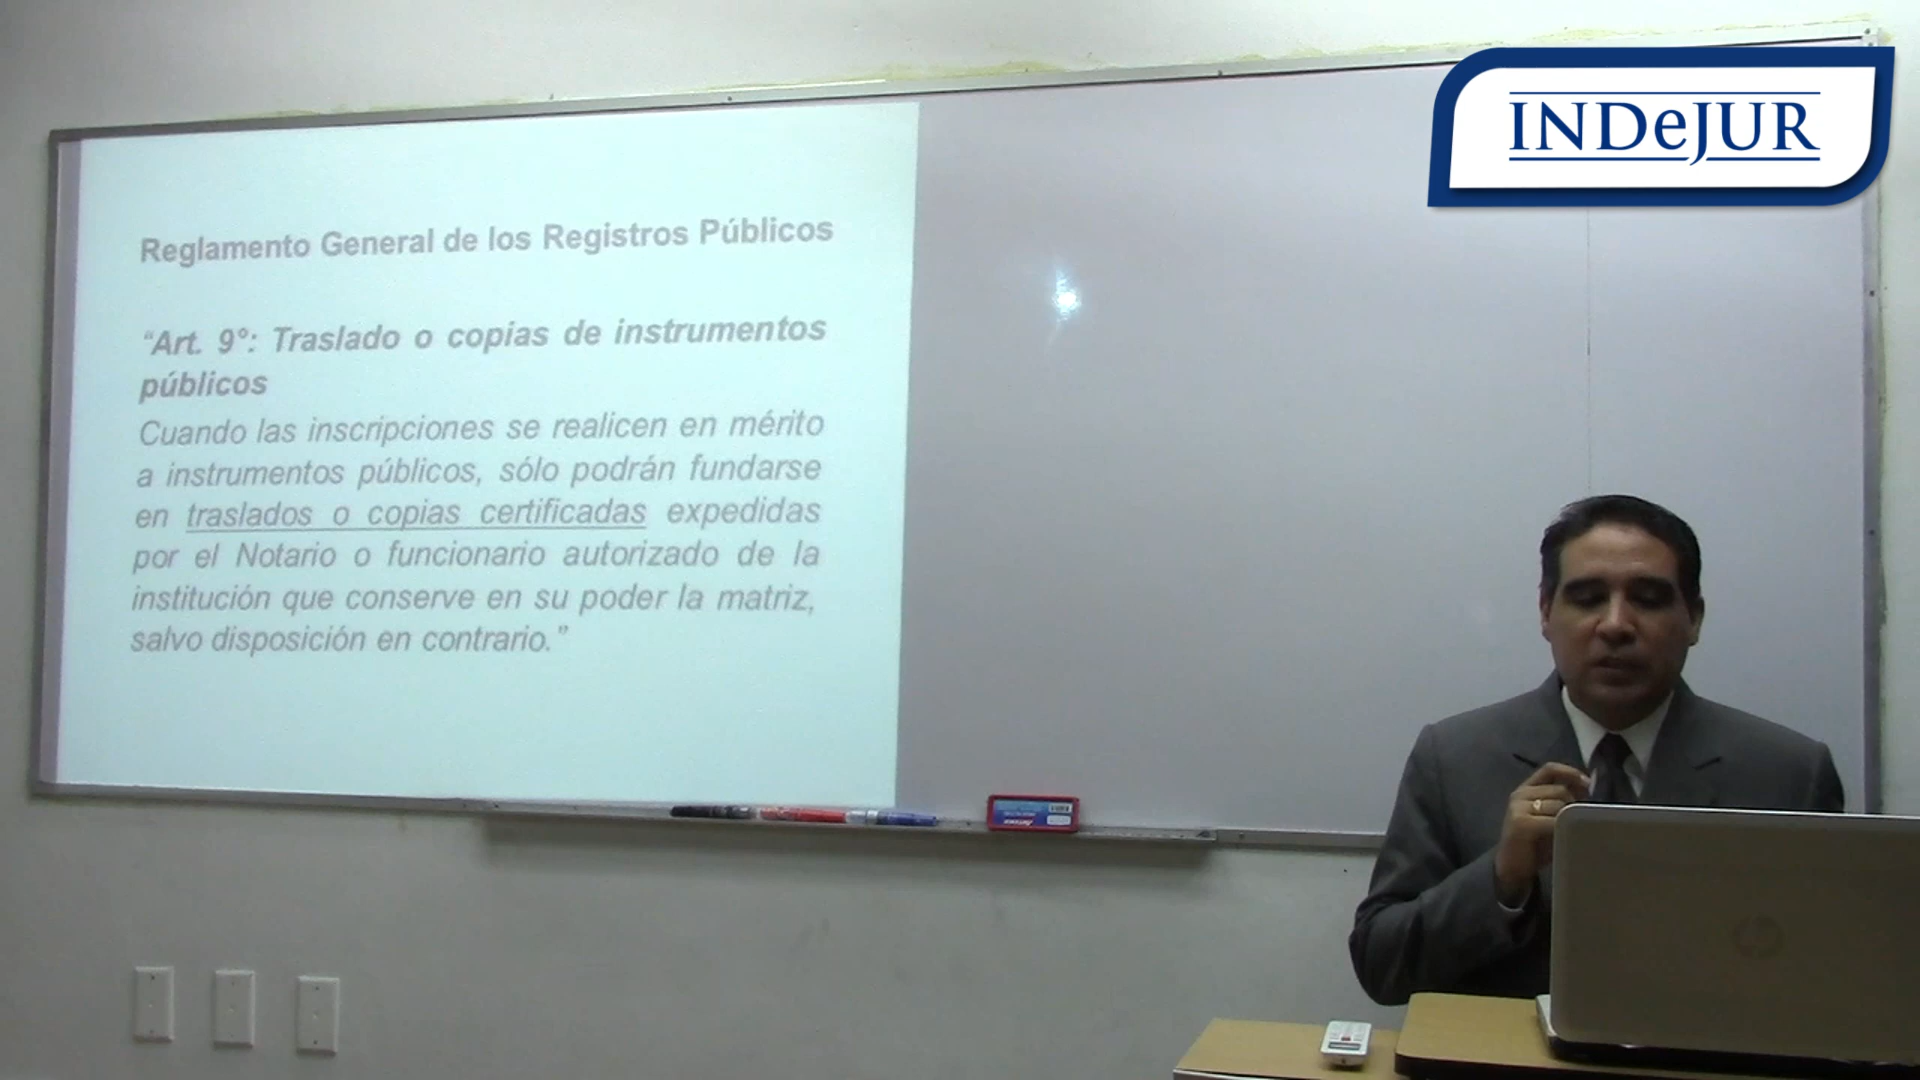 INDeJUR
Reglamento General de los Registros Públicos
“Art. 9°: Traslado o copias de instrumentos
públicos
Cuando las inscripciones se realicen en mérito
a instrumentos públicos, sólo podrán fundarse
en traslados o copias certificadas expedidas
por el Notario o funcionario autorizado de la
institución que conserve en su poder la matriz,
salvo disposición en contrario.”
hp